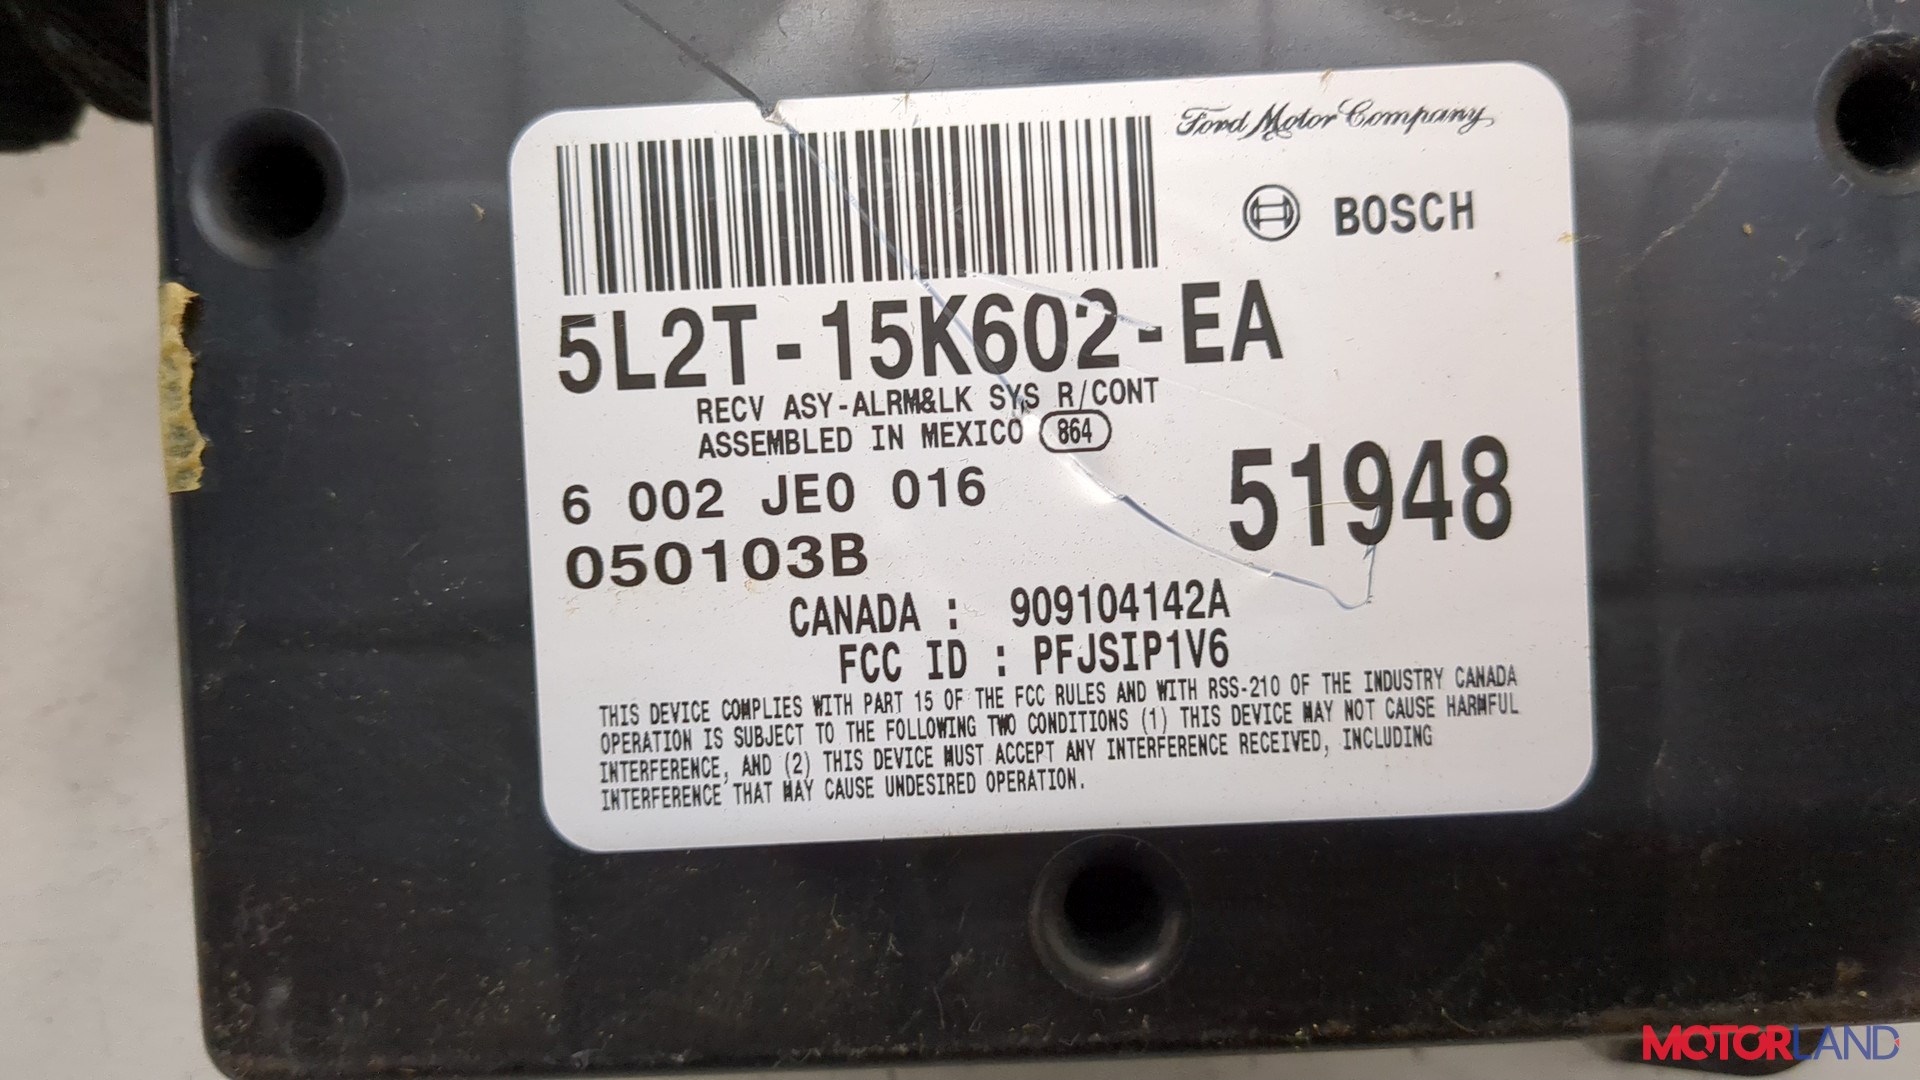 Ford Motor Company
BOSCH
5L2T-15K602-EA
RECV ASY-ALRM&LK SYS R/CONT
ASSEMBLED IN MEXICO 864
6 002 JE0 016
51948
050103B
CANADA : 909104142A
FCC ID : PFJSIP1V6
THIS DEVICE COMPLIES WITH PART 15 OF THE FCC RULES AND WITH RSS-210 OF THE INDUSTRY CANADA
OPERATION IS SUBJECT TO THE FOLLOWING TWO CONDITIONS (1) THIS DEVICE MAY NOT CAUSE HARMFUL
INTERFERENCE, AND (2) THIS DEVICE MUST ACCEPT ANY INTERFERENCE RECEIVED, INCLUDING
INTERFERENCE THAT MAY CAUSE UNDESIRED OPERATION.
MOTORLAND